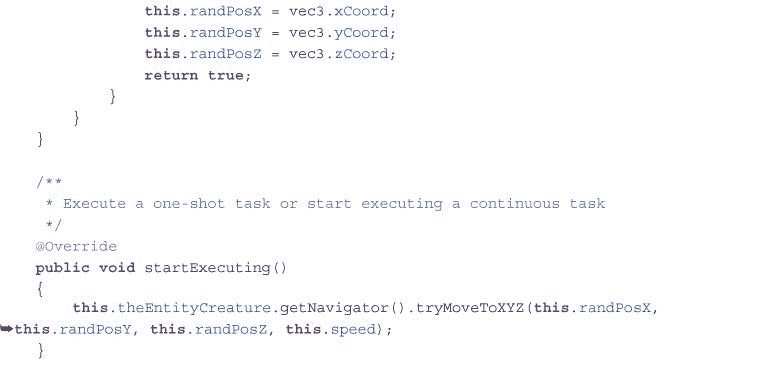 this.randPosX = vec3.xCoord;
this.randPosY = vec3.yCoord;
this.randPosZ = vec3.zCoord;
return true;
}
}
}
/**
* Execute a one-shot task or start executing a continuous task
*/
@Override
public void startExecuting()
{
this.theEntityCreature.getNavigator().tryMoveToXYZ(this.randPosX,
➥this.randPosY, this.randPosZ, this.speed);
}